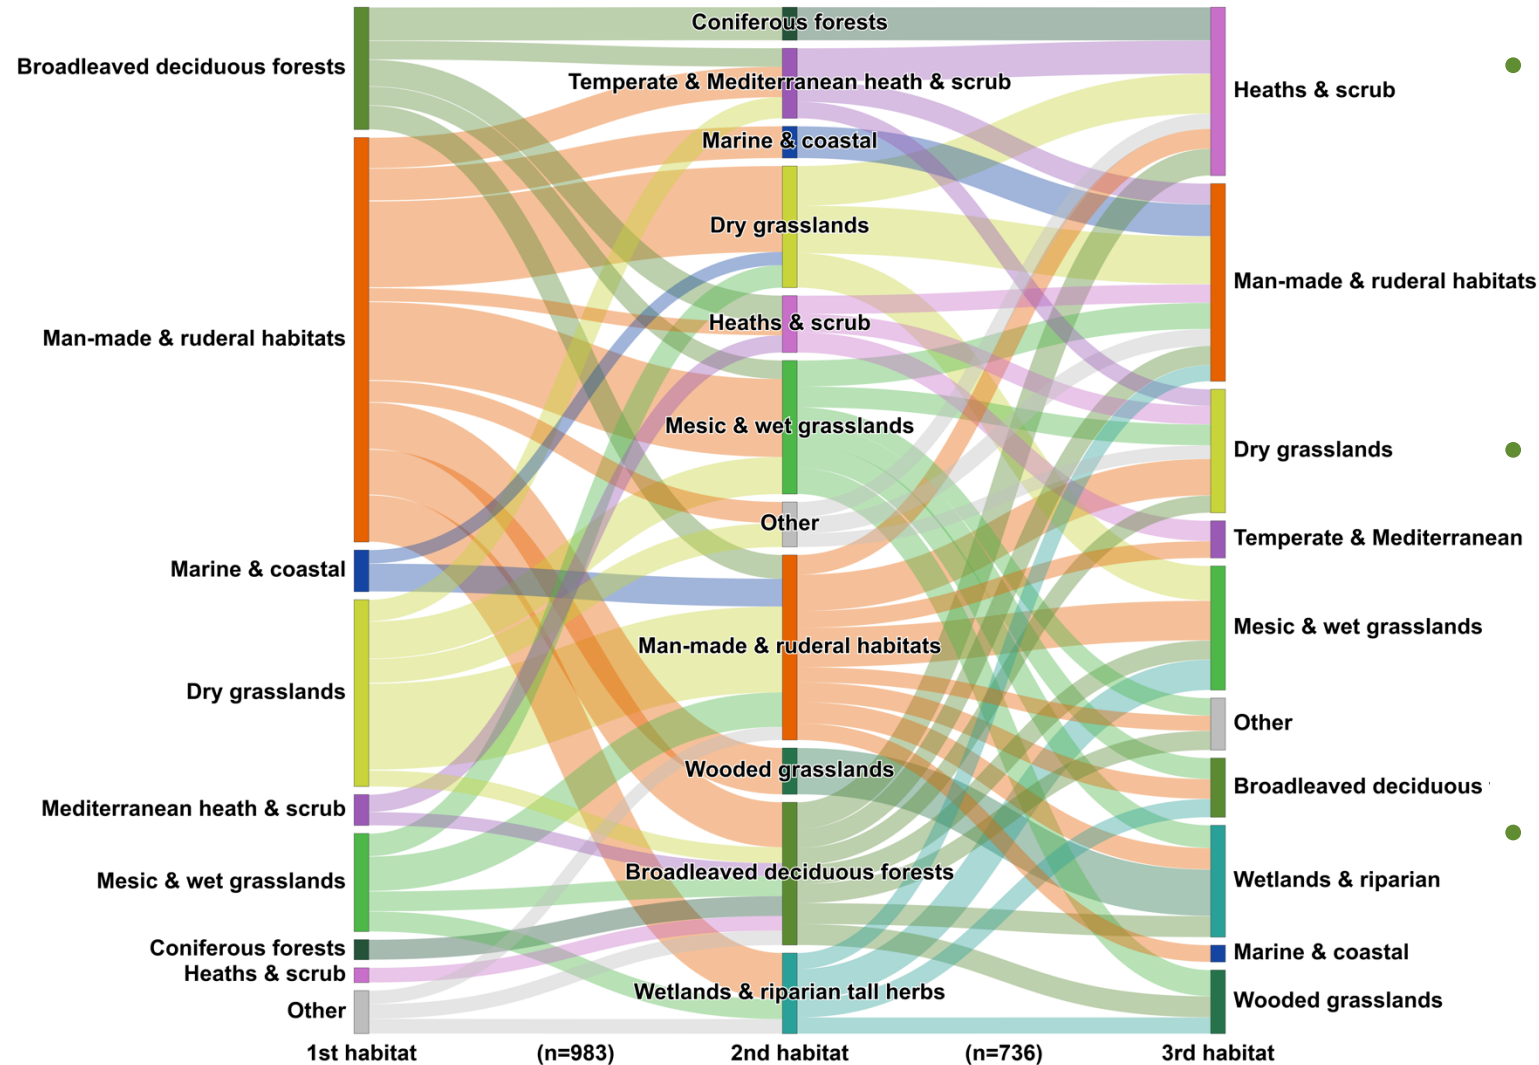 Broadleaved deciduous forests
Man-made & ruderal habitats
Marine & coastal
Dry grasslands
Mediterranean heath & scrub
Mesic & wet grasslands
Coniferous forests
Heaths & scrub
Other
Coniferous forests
Temperate & Mediterranean heath & scrub
Marine & coastal
Dry grasslands
Heaths & scrub
Mesic & wet grasslands
Other
Man-made & ruderal habitats
Wooded grasslands
Broadleaved deciduous forests
Wetlands & riparian tall herbs
Heaths & scrub
Man-made & ruderal habitats
Dry grasslands
Temperate & Mediterranean
Mesic & wet grasslands
Other
Broadleaved deciduous
Wetlands & riparian
Marine & coastal
Wooded grasslands
1st habitat (n=983) 2nd habitat (n=736) 3rd habitat